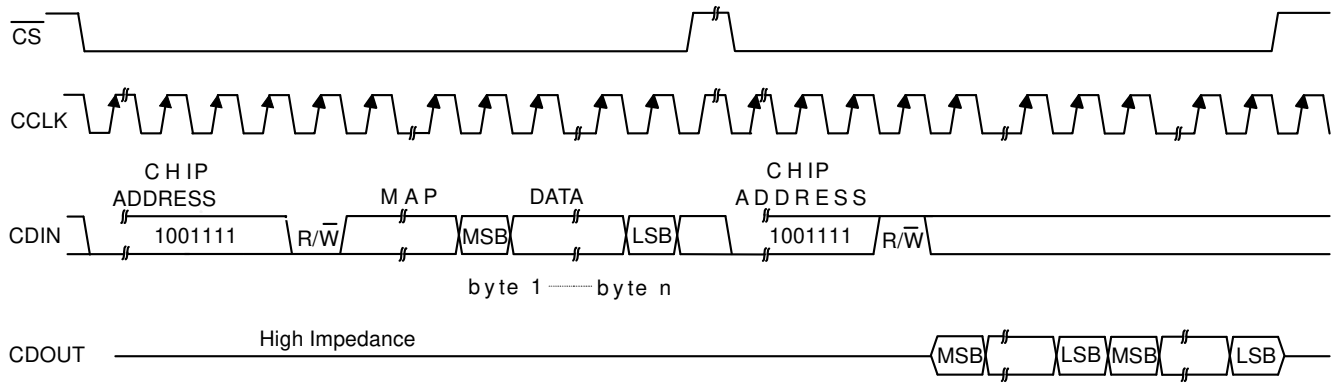 CS
CCLK
CHIP ADDRESS
CHIP ADDRESS
MAP
DATA
CDIN
1001111
R/W
MSB
LSB
1001111
R/W
byte 1 byte n
High Impedance
CDOUT
MSB
LSB
MSB
LSB